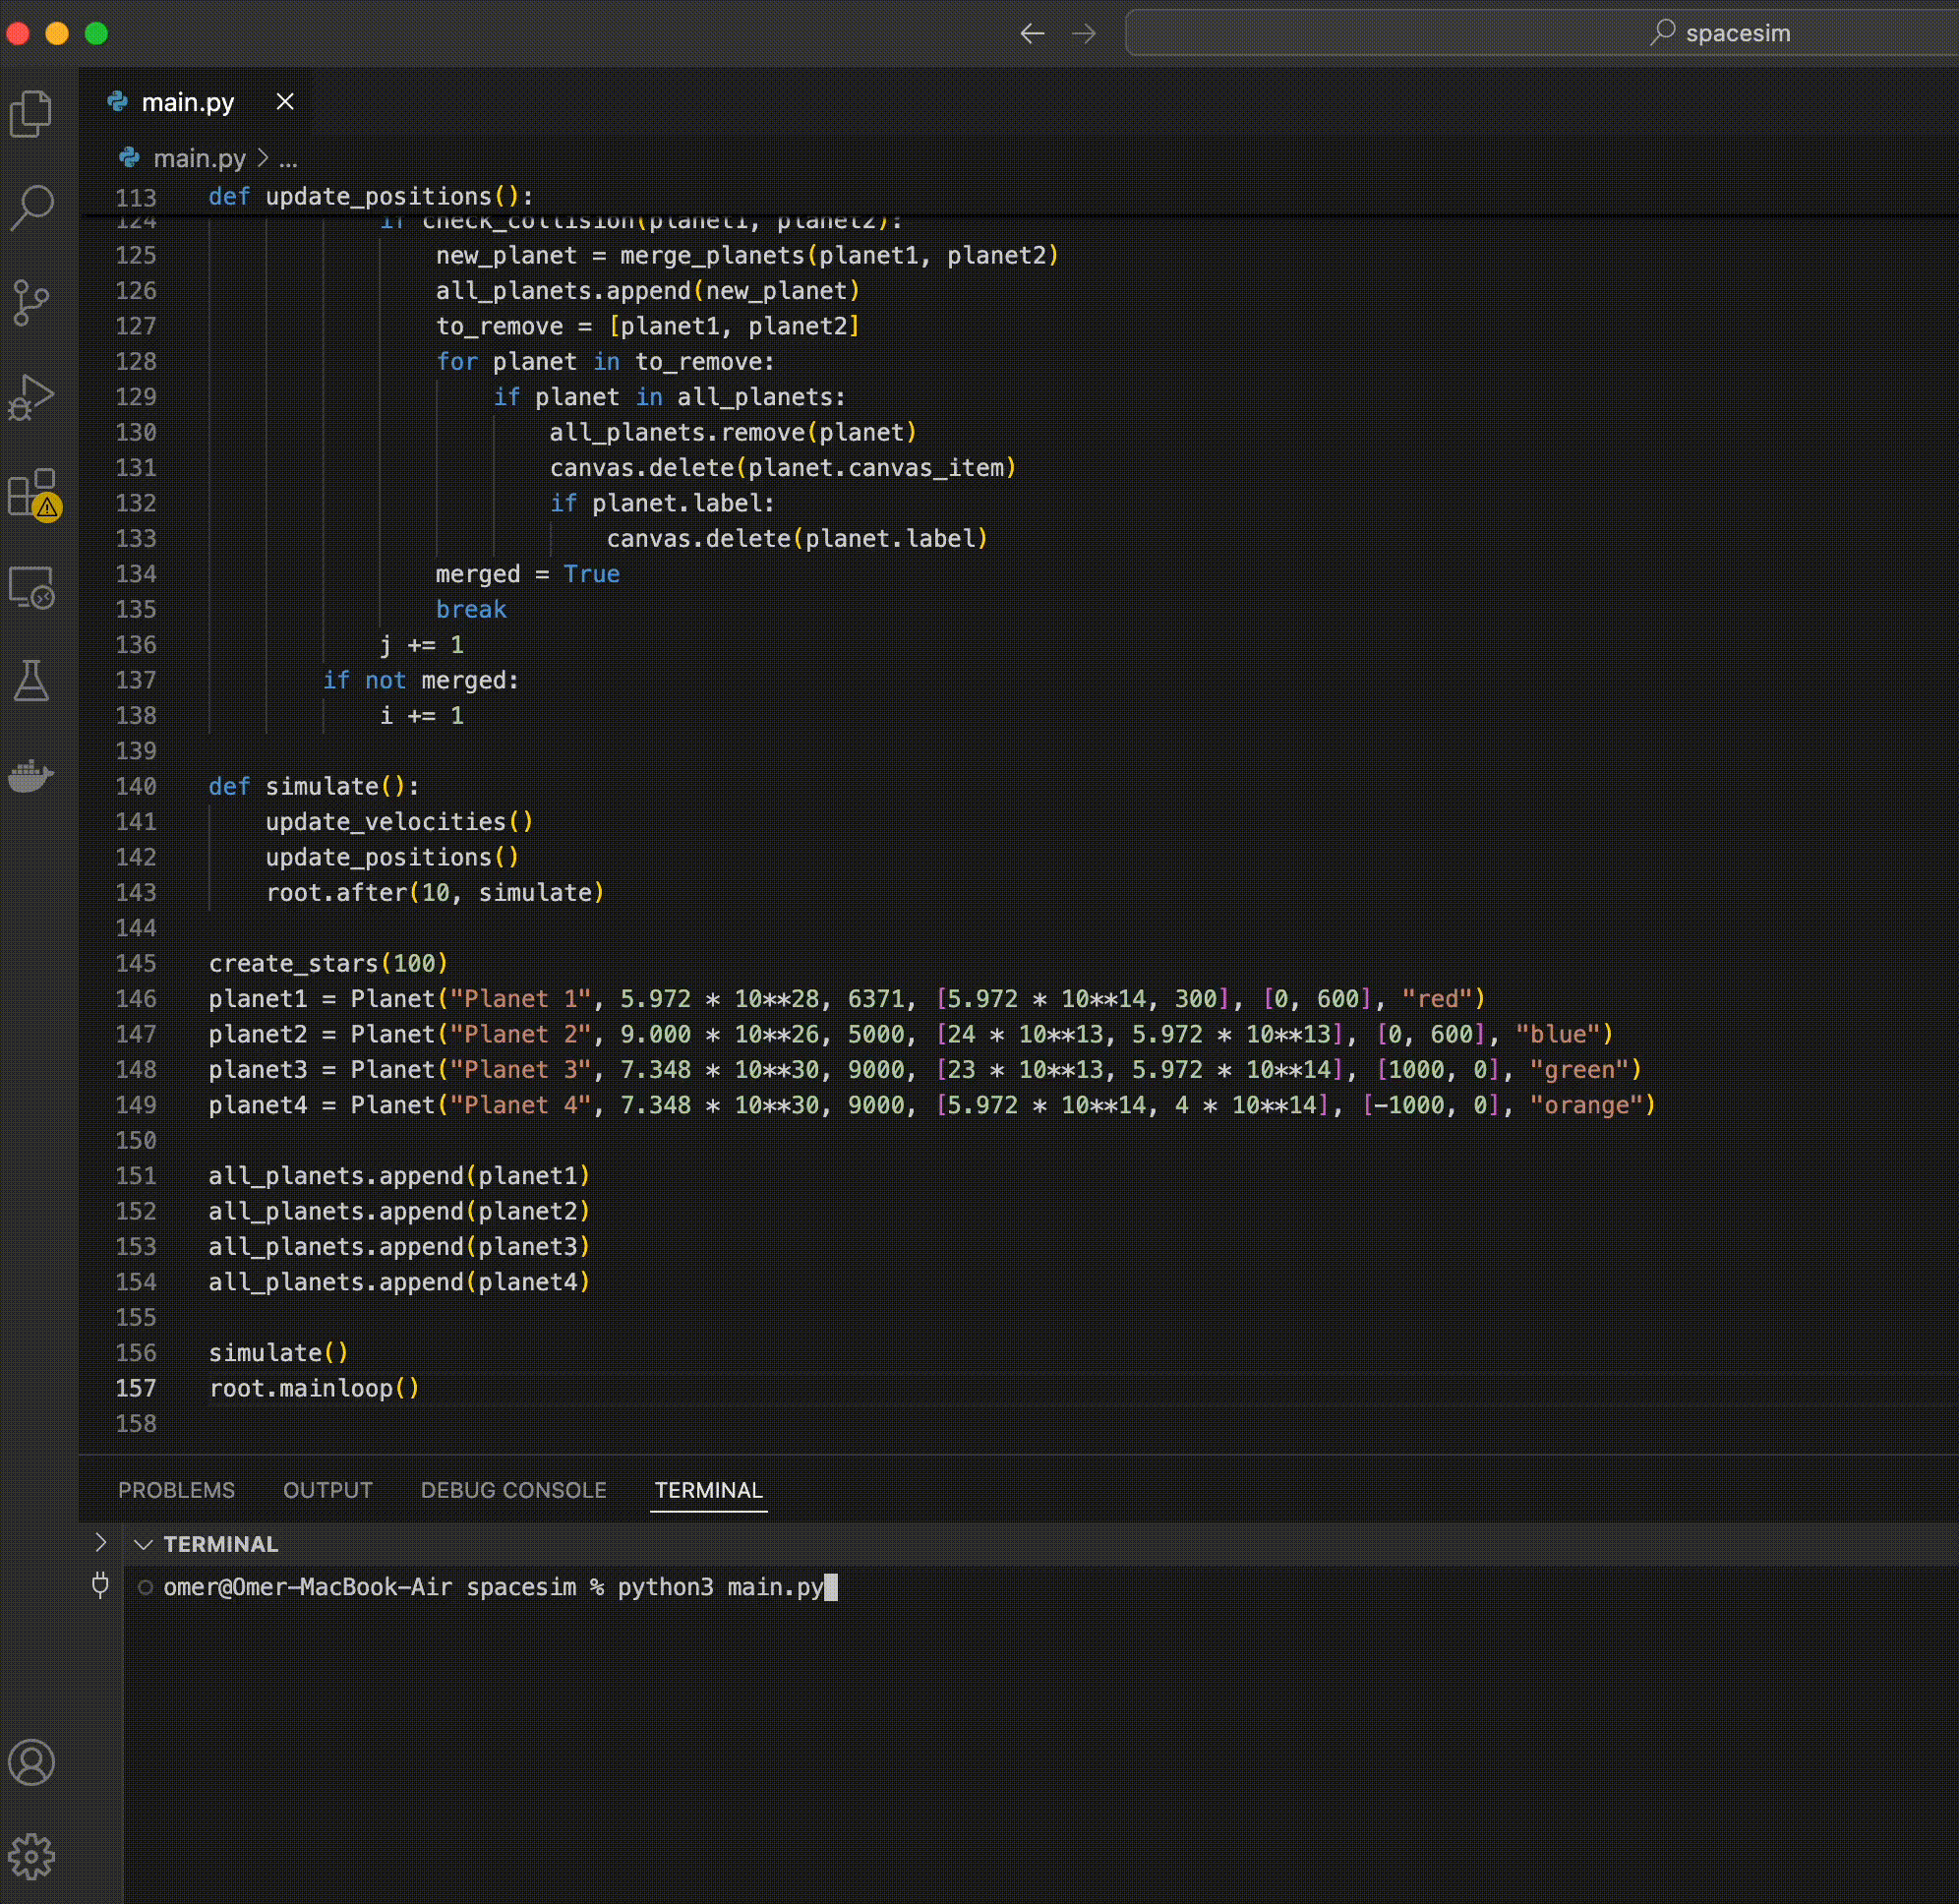 spacesim
main.py
main.py > ...
113 def update_positions():
124 if check_collision(planet1, planet2):
125 new_planet = merge_planets(planet1, planet2)
126 all_planets.append(new_planet)
127 to_remove = [planet1, planet2]
128 for planet in to_remove:
129 if planet in all_planets:
130 all_planets.remove(planet)
131 canvas.delete(planet.canvas_item)
132 if planet.label:
133 canvas.delete(planet.label)
134 merged = True
135 break
136 j += 1
137 if not merged:
138 i += 1
139
140 def simulate():
141 update_velocities()
142 update_positions()
143 root.after(10, simulate)
144
145 create_stars(100)
146 planet1 = Planet("Planet 1", 5.972 * 10**28, 6371, [5.972 * 10**14, 300], [0, 600], "red")
147 planet2 = Planet("Planet 2", 9.000 * 10**26, 5000, [24 * 10**13, 5.972 * 10**13], [0, 600], "blue")
148 planet3 = Planet("Planet 3", 7.348 * 10**30, 9000, [23 * 10**13, 5.972 * 10**14], [1000, 0], "green")
149 planet4 = Planet("Planet 4", 7.348 * 10**30, 9000, [5.972 * 10**14, 4 * 10**14], [-1000, 0], "orange")
150
151 all_planets.append(planet1)
152 all_planets.append(planet2)
153 all_planets.append(planet3)
154 all_planets.append(planet4)
155
156 simulate()
157 root.mainloop()
158
PROBLEMS OUTPUT DEBUG CONSOLE TERMINAL
TERMINAL
omer@Omer-MacBook-Air spacesim % python3 main.py